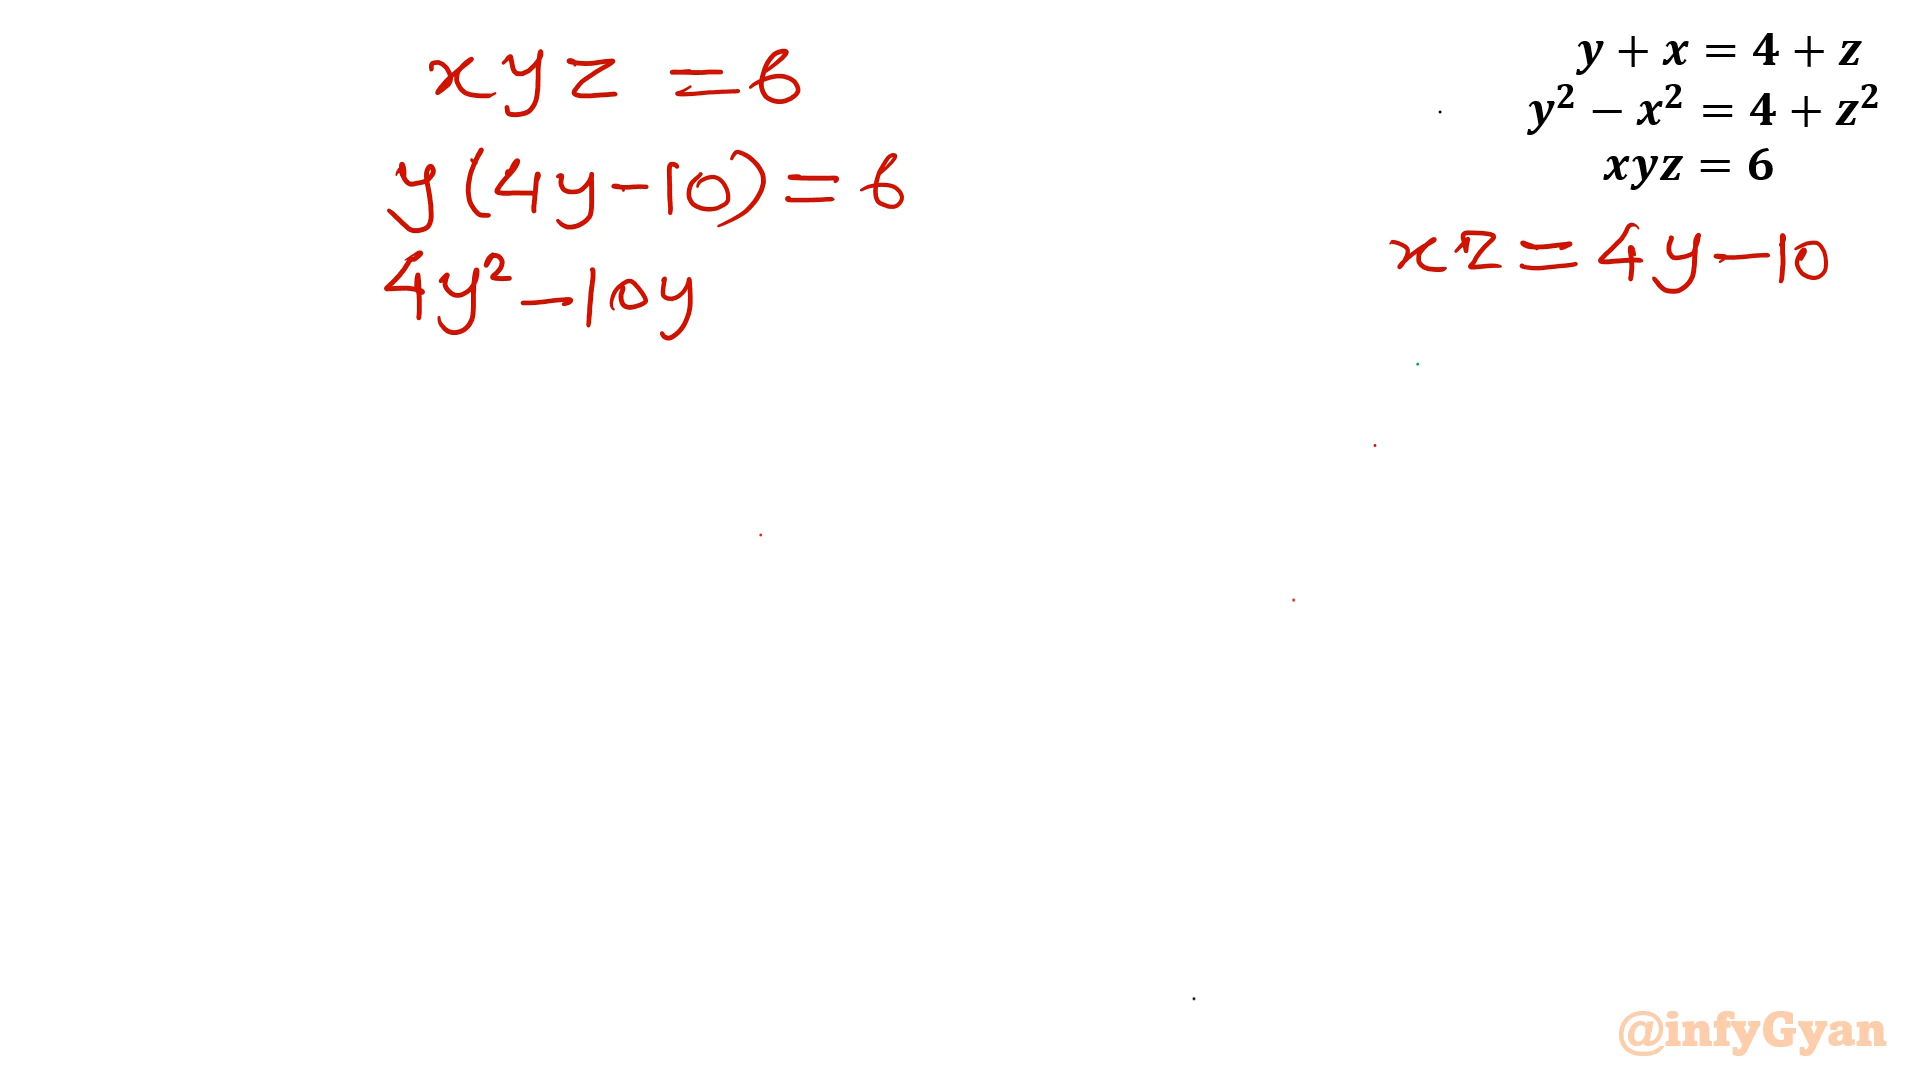 xyz = 6
y(4y-10) = 6
4y² - 10y
y + x = 4 + z
y² − x² = 4 + z²
xyz = 6
xz = 4y - 10
@infyGyan